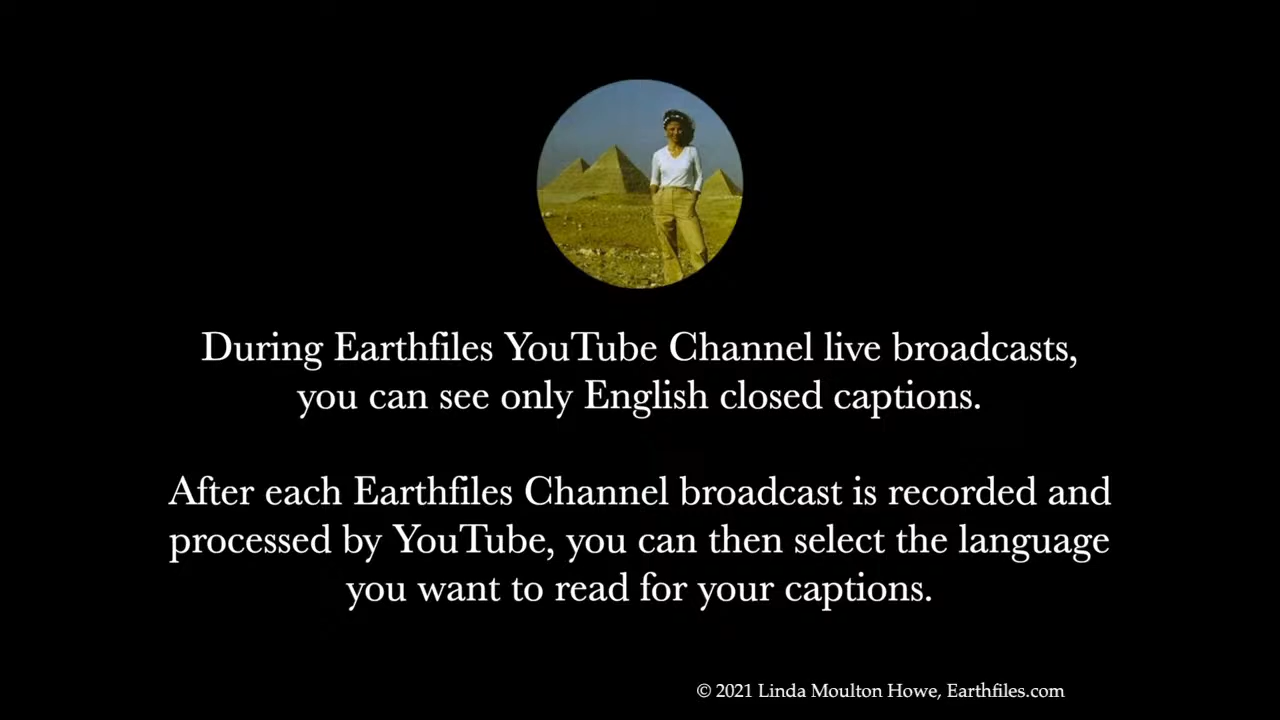 During Earthfiles YouTube Channel live broadcasts,
you can see only English closed captions.
After each Earthfiles Channel broadcast is recorded and
processed by YouTube, you can then select the language
you want to read for your captions.
© 2021 Linda Moulton Howe, Earthfiles.com